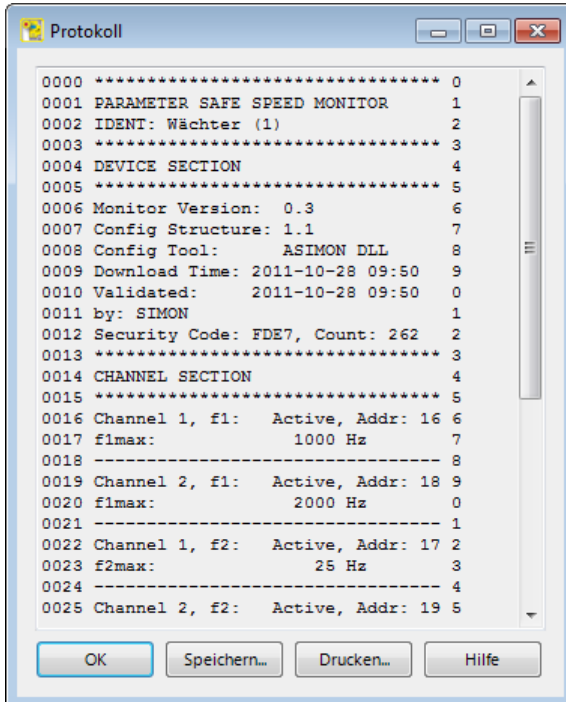 Protokoll
0000 ********************************* 0
0001 PARAMETER SAFE SPEED MONITOR 1
0002 IDENT: Wächter (1) 2
0003 ********************************* 3
0004 DEVICE SECTION 4
0005 ********************************* 5
0006 Monitor Version: 0.3 6
0007 Config Structure: 1.1 7
0008 Config Tool: ASIMON DLL 8
0009 Download Time: 2011-10-28 09:50 9
0010 Validated: 2011-10-28 09:50 0
0011 by: SIMON 1
0012 Security Code: FDE7, Count: 262 2
0013 ********************************* 3
0014 CHANNEL SECTION 4
0015 ********************************* 5
0016 Channel 1, f1: Active, Addr: 16 6
0017 f1max: 1000 Hz 7
0018 --------------------------------- 8
0019 Channel 2, f1: Active, Addr: 18 9
0020 f1max: 2000 Hz 0
0021 --------------------------------- 1
0022 Channel 1, f2: Active, Addr: 17 2
0023 f2max: 25 Hz 3
0024 --------------------------------- 4
0025 Channel 2, f2: Active, Addr: 19 5
OK Speichern... Drucken... Hilfe